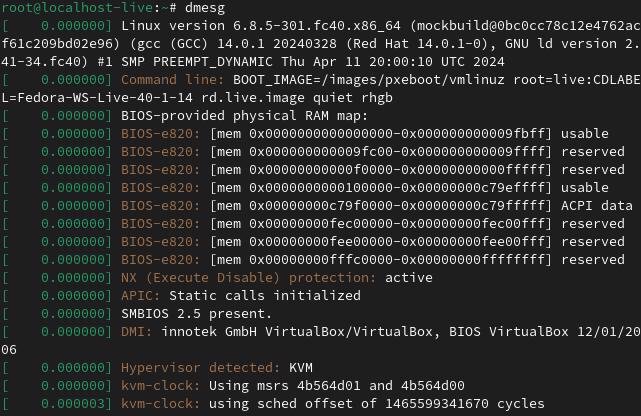 root@localhost-live:~# dmesg
[    0.000000] Linux version 6.8.5-301.fc40.x86_64 (mockbuild@0bc0cc78c12e4762ac
f61c209bd02e96) (gcc (GCC) 14.0.1 20240328 (Red Hat 14.0.1-0), GNU ld version 2.
41-34.fc40) #1 SMP PREEMPT_DYNAMIC Thu Apr 11 20:00:10 UTC 2024
[    0.000000] Command line: BOOT_IMAGE=/images/pxeboot/vmlinuz root=live:CDLABE
L=Fedora-WS-Live-40-1-14 rd.live.image quiet rhgb
[    0.000000] BIOS-provided physical RAM map:
[    0.000000] BIOS-e820: [mem 0x0000000000000000-0x000000000009fbff] usable
[    0.000000] BIOS-e820: [mem 0x000000000009fc00-0x000000000009ffff] reserved
[    0.000000] BIOS-e820: [mem 0x00000000000f0000-0x00000000000fffff] reserved
[    0.000000] BIOS-e820: [mem 0x0000000000100000-0x00000000c79effff] usable
[    0.000000] BIOS-e820: [mem 0x00000000c79f0000-0x00000000c79fffff] ACPI data
[    0.000000] BIOS-e820: [mem 0x00000000fec00000-0x00000000fec00fff] reserved
[    0.000000] BIOS-e820: [mem 0x00000000fee00000-0x00000000fee00fff] reserved
[    0.000000] BIOS-e820: [mem 0x00000000fffc0000-0x00000000ffffffff] reserved
[    0.000000] NX (Execute Disable) protection: active
[    0.000000] APIC: Static calls initialized
[    0.000000] SMBIOS 2.5 present.
[    0.000000] DMI: innotek GmbH VirtualBox/VirtualBox, BIOS VirtualBox 12/01/20
06
[    0.000000] Hypervisor detected: KVM
[    0.000000] kvm-clock: Using msrs 4b564d01 and 4b564d00
[    0.000003] kvm-clock: using sched offset of 1465599341670 cycles